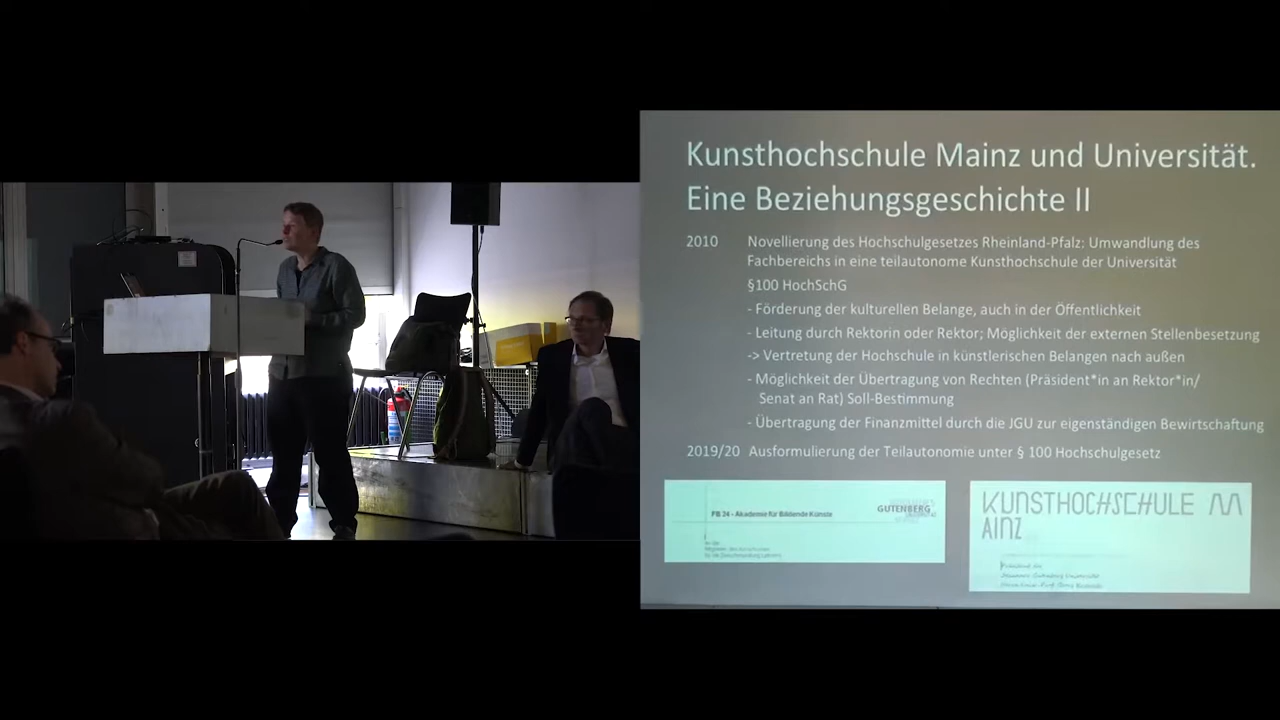 Kunsthochschule Mainz und Universität.
Eine Beziehungsgeschichte II
2010 Novellierung des Hochschulgesetzes Rheinland-Pfalz: Umwandlung des
Fachbereichs in eine teilautonome Kunsthochschule der Universität
§100 HochSchG
- Förderung der kulturellen Belange, auch in der Öffentlichkeit
- Leitung durch Rektorin oder Rektor; Möglichkeit der externen Stellenbesetzung
-> Vertretung der Hochschule in künstlerischen Belangen nach außen
- Möglichkeit der Übertragung von Rechten (Präsident*in an Rektor*in/
Senat an Rat) Soll-Bestimmung
- Übertragung der Finanzmittel durch die JGU zur eigenständigen Bewirtschaftung
2019/20 Ausformulierung der Teilautonomie unter § 100 Hochschulgesetz
FB 24 - Akademie für Bildende Künste
GUTENBERG
KUNSTHOCHSCHULE M
AINZ